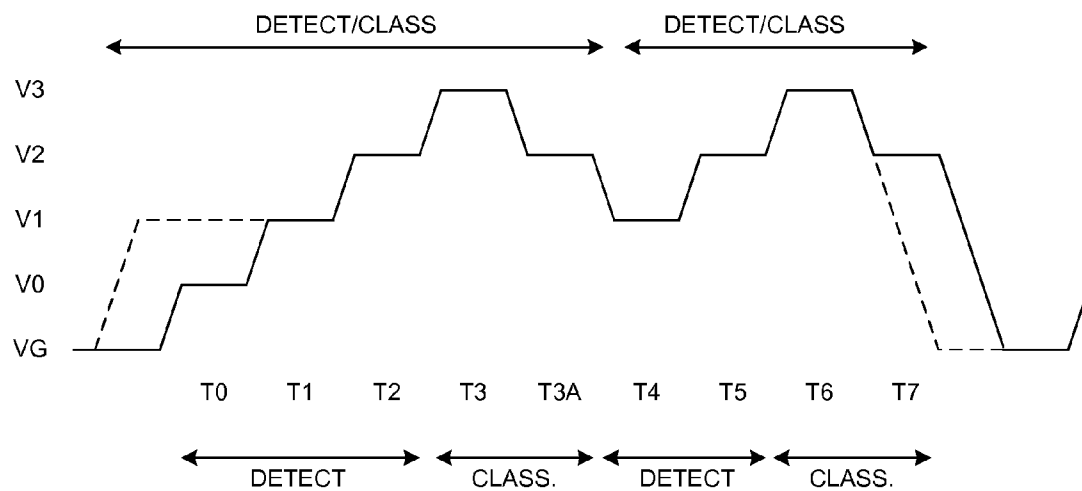 DETECT/CLASS DETECT/CLASS
V3
V2
V1
V0
VG
T0 T1 T2 T3 T3A T4 T5 T6 T7
DETECT CLASS. DETECT CLASS.